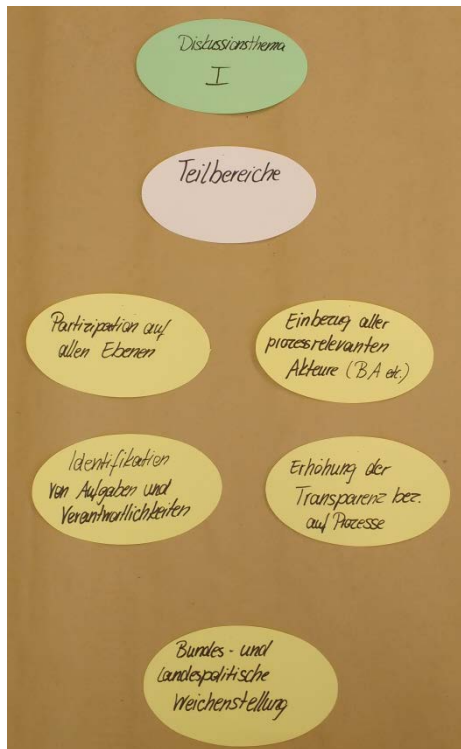 Diskussionsthema
I
Teilbereiche
Partizipation auf
allen Ebenen
Einbezug aller
prozessrelevanten
Akteure (BA etc.)
Identifikation
von Aufgaben und
Verantwortlichkeiten
Erhöhung der
Transparenz bez.
auf Prozesse
Bundes- und
Landespolitische
Weichenstellung